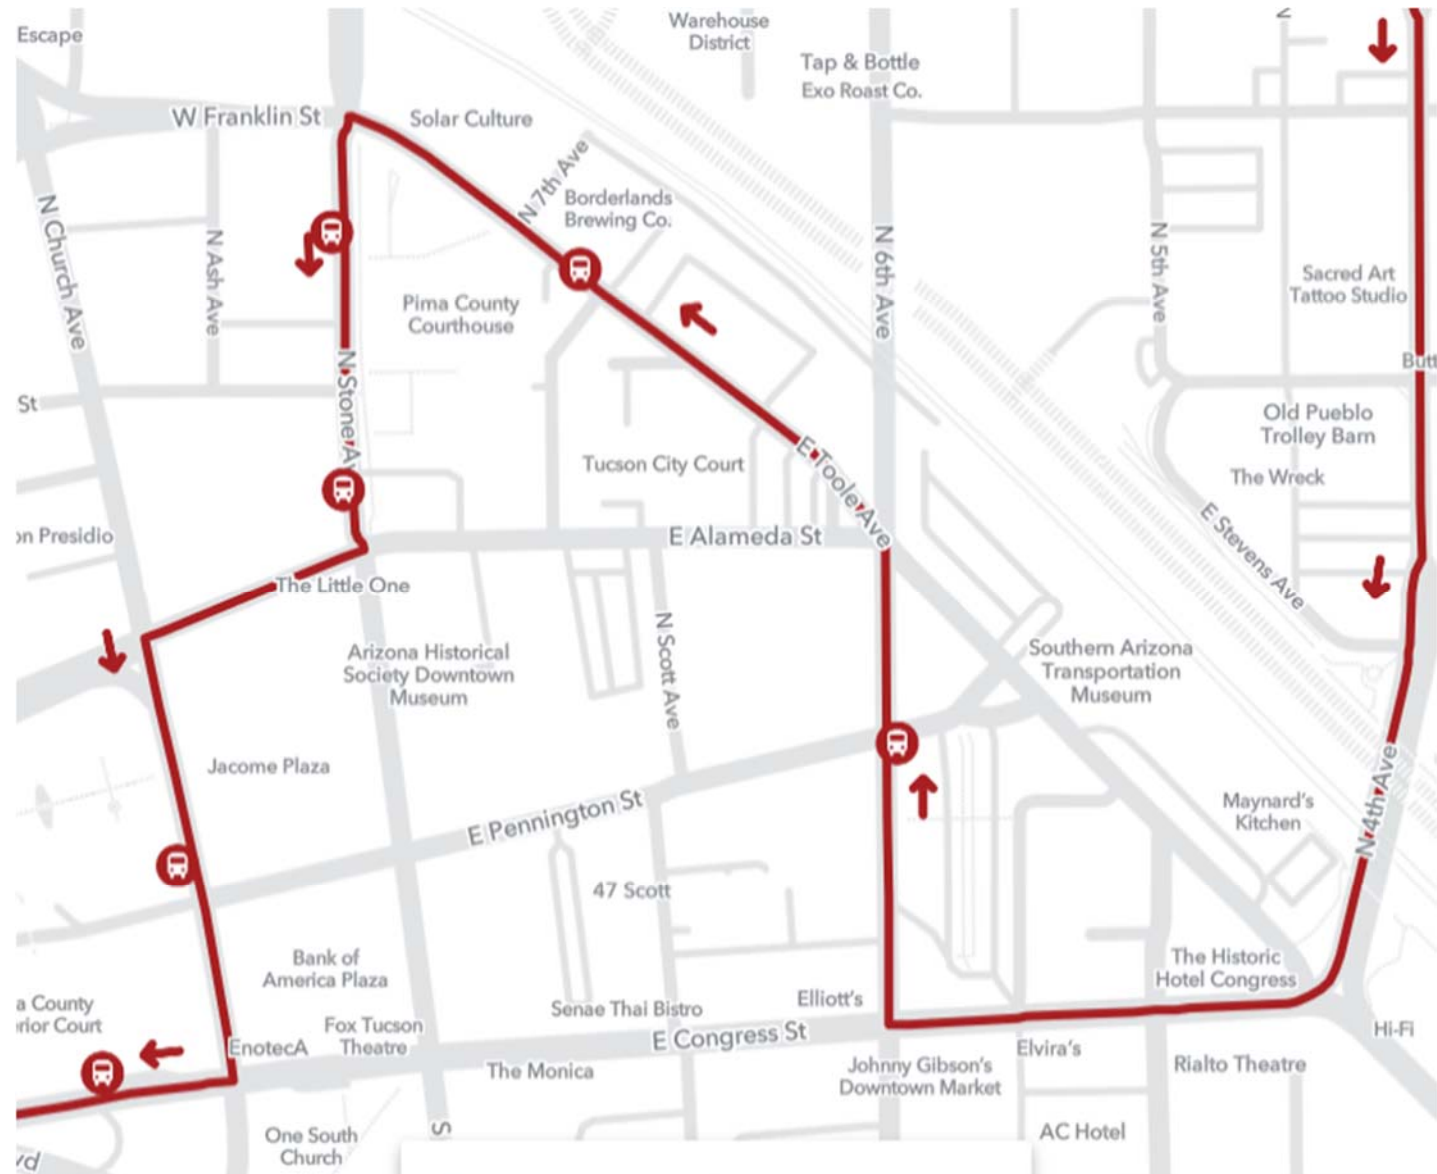 Escape
Warehouse
District
Tap & Bottle
Exo Roast Co.
W Franklin St
Solar Culture
N 7th Ave
Borderlands
Brewing Co.
N Church Ave
N Ash Ave
N 6th Ave
N 5th Ave
Sacred Art
Tattoo Studio
Pima County
Courthouse
N Stone Av
Butt
St
Old Pueblo
Trolley Barn
Tucson City Court
E Toole Ave
The Wreck
on Presidio
E Alameda St
E Stevens Ave
The Little One
Arizona Historical
Society Downtown
Museum
N Scott Ave
Southern Arizona
Transportation
Museum
Jacome Plaza
E Pennington St
N 4th Ave
Maynard's
Kitchen
47 Scott
Bank of
America Plaza
The Historic
Hotel Congress
a County
rior Court
Senae Thai Bistro
Elliott's
Fox Tucson
Theatre
EnotecA
E Congress St
Hi-Fi
The Monica
Johnny Gibson's
Downtown Market
Elvira's
Rialto Theatre
One South
Church
S
AC Hotel
vd